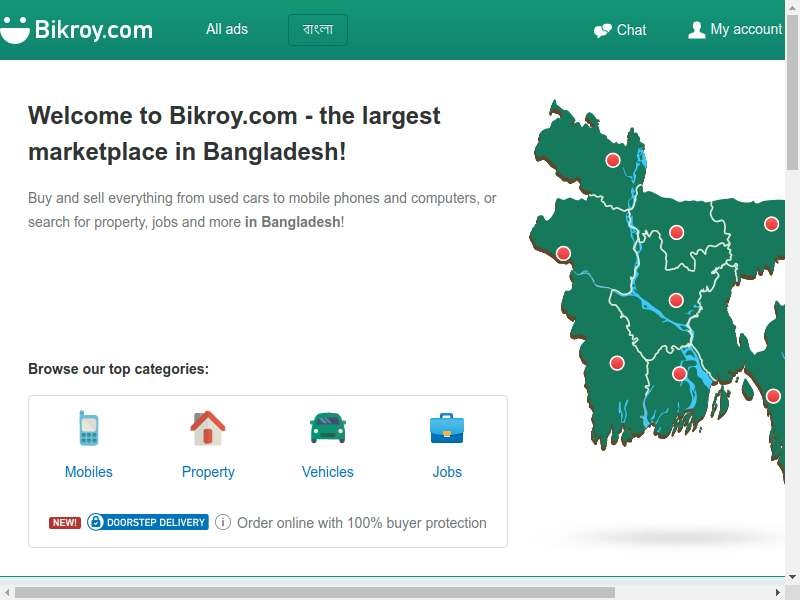 Bikroy.com
All ads
বাংলা
Chat
My account
Welcome to Bikroy.com - the largest
marketplace in Bangladesh!
Buy and sell everything from used cars to mobile phones and computers, or
search for property, jobs and more in Bangladesh!
Browse our top categories:
Mobiles
Property
Vehicles
Jobs
NEW! DOORSTEP DELIVERY i Order online with 100% buyer protection